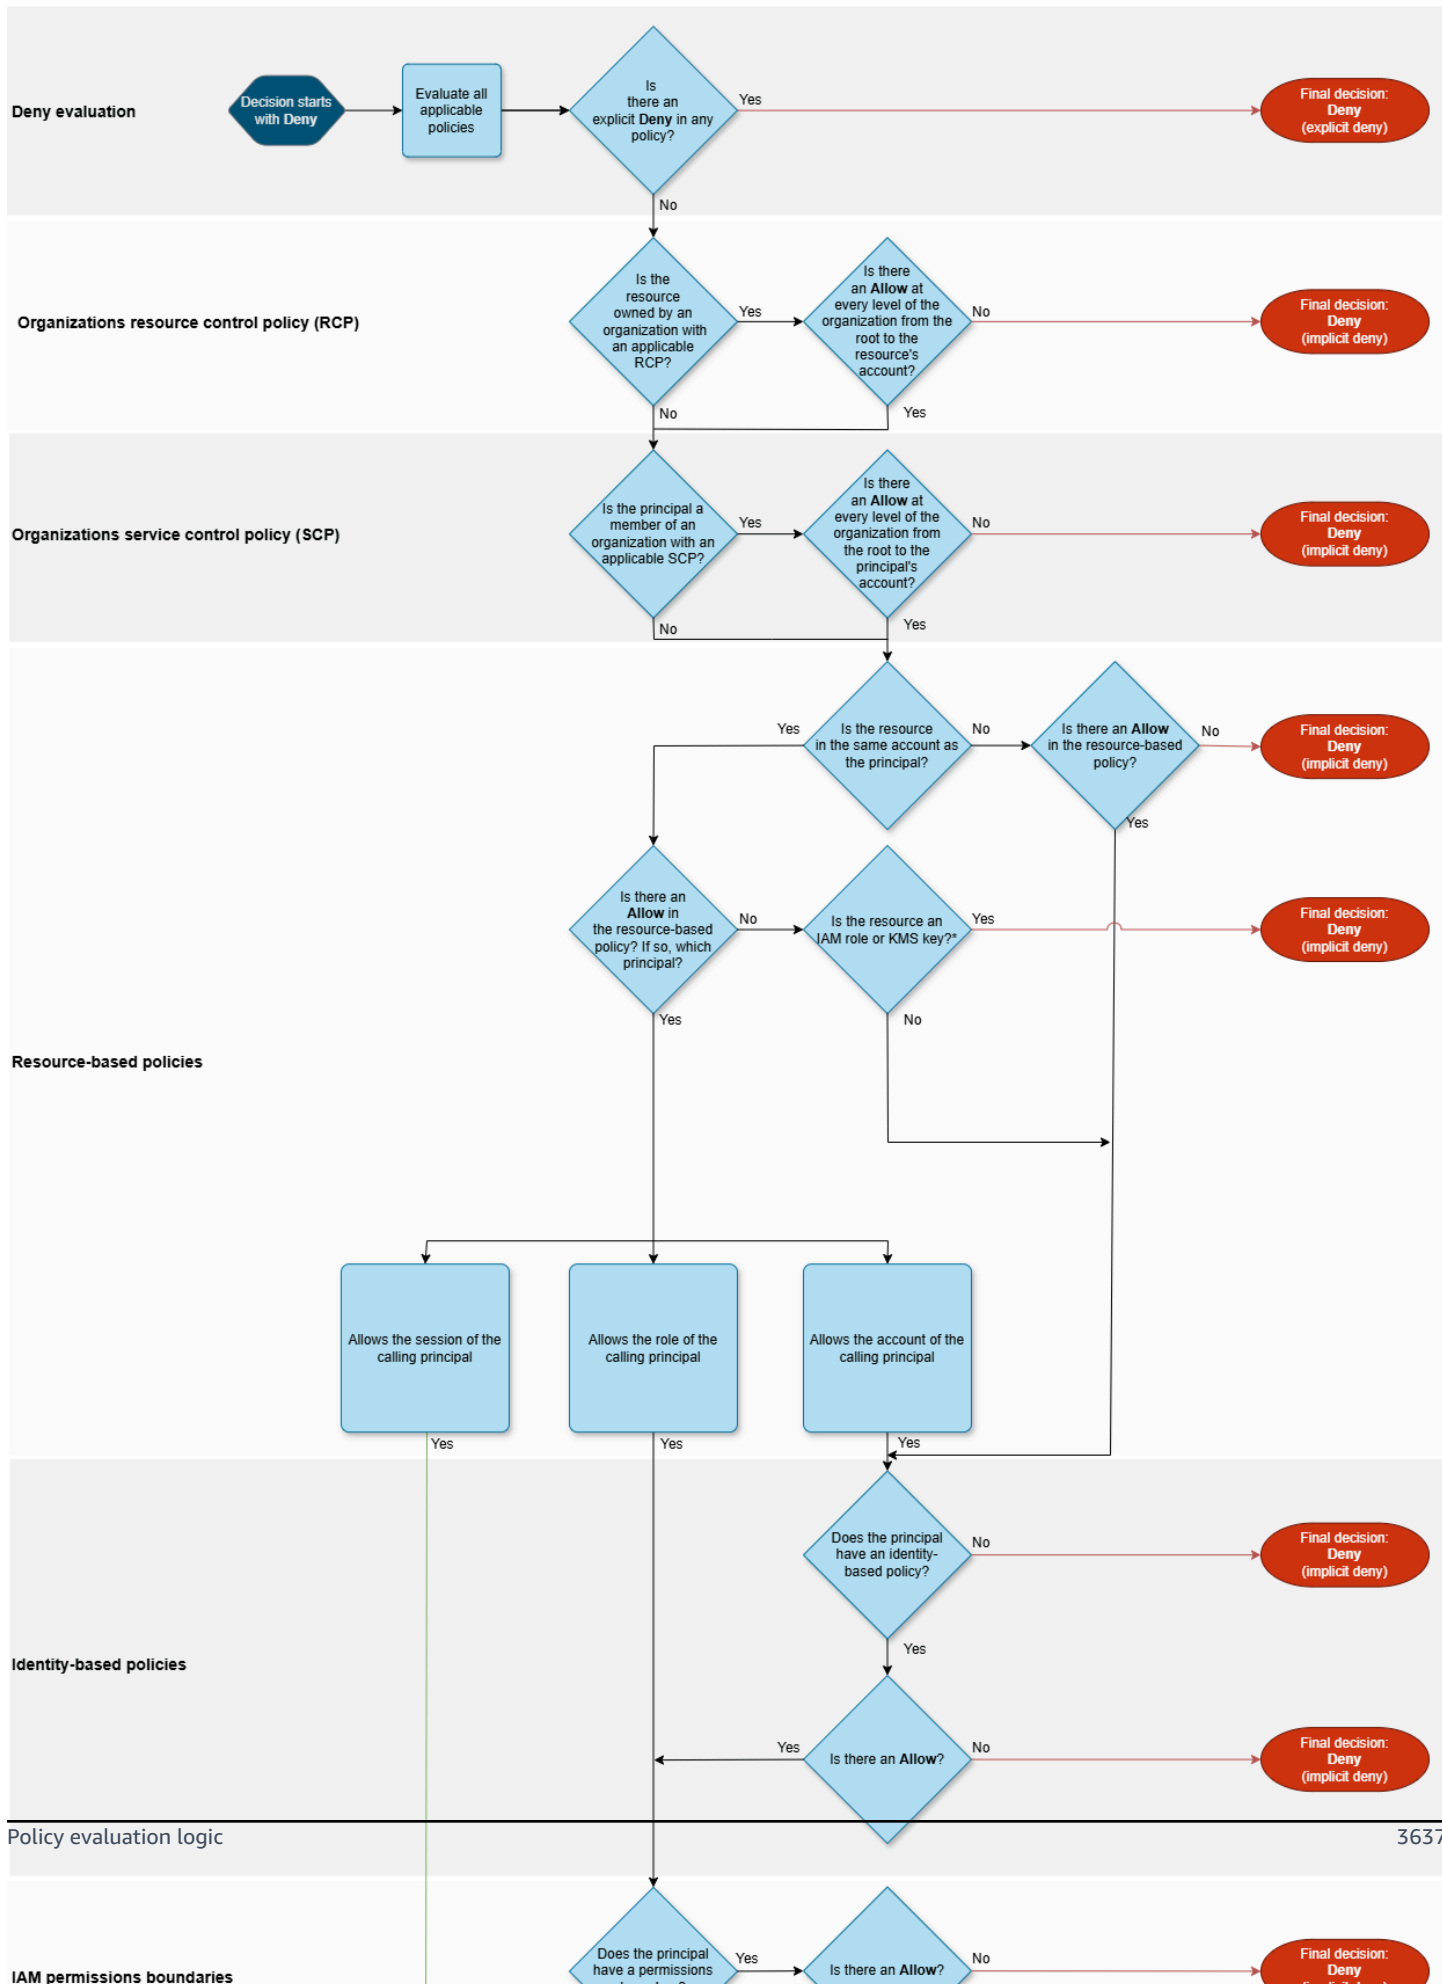 Deny evaluation
Decision starts
with Deny
Evaluate all
applicable
policies
Is
there an
explicit Deny in any
policy?
Yes
Final decision:
Deny
(explicit deny)
No
Organizations resource control policy (RCP)
Is the
resource
owned by an
organization with
an applicable
RCP?
Yes
Is there
an Allow at
every level of the
organization from the
root to the
resource's
account?
No
Final decision:
Deny
(implicit deny)
No
Yes
Organizations service control policy (SCP)
Is the principal a
member of an
organization with an
applicable SCP?
Yes
Is there
an Allow at
every level of the
organization from
the root to the
principal's
account?
No
Final decision:
Deny
(implicit deny)
No
Yes
Yes
Is the resource
in the same account as
the principal?
No
Is there an Allow
in the resource-based
policy?
No
Final decision:
Deny
(implicit deny)
Yes
Is there an
Allow in
the resource-based
policy? If so, which
principal?
No
Is the resource an
IAM role or KMS key?*
Yes
Final decision:
Deny
(implicit deny)
Yes
No
Resource-based policies
Allows the session of the
calling principal
Allows the role of the
calling principal
Allows the account of the
calling principal
Yes
Yes
Yes
Does the principal
have an identity-
based policy?
No
Final decision:
Deny
(implicit deny)
Yes
Identity-based policies
Yes
Is there an Allow?
No
Final decision:
Deny
(implicit deny)
Policy evaluation logic
3637
IAM permissions boundaries
Does the principal
have a permissions
Yes
Is there an Allow?
No
Final decision:
Deny